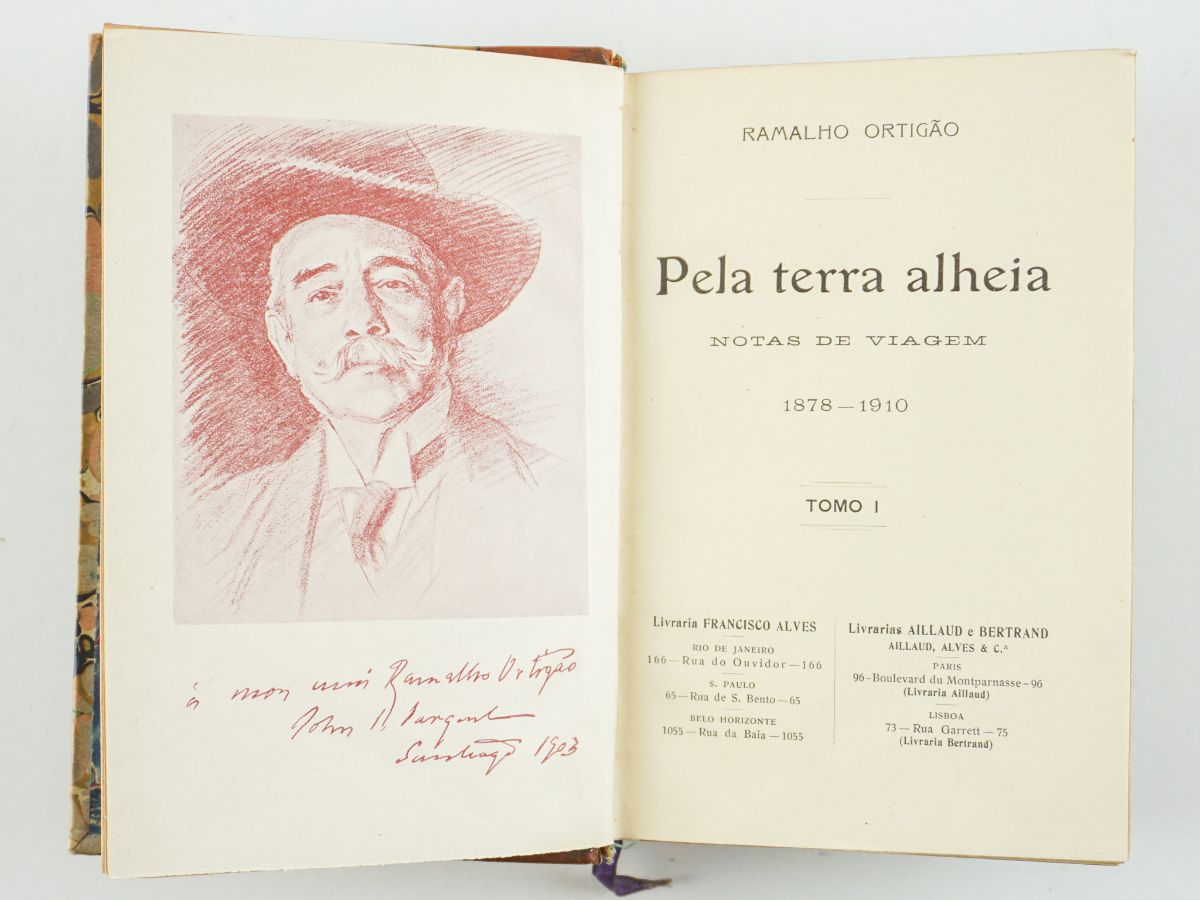 à mon ami Ramalho Ortigão
John S. Sargent
Santiago 1903
RAMALHO ORTIGÃO
Pela terra alheia
NOTAS DE VIAGEM
1878 — 1910
TOMO I
Livraria FRANCISCO ALVES
RIO DE JANEIRO
166 — Rua do Ouvidor — 166
S. PAULO
65 — Rua de S. Bento — 65
BELO HORIZONTE
1055 — Rua da Baía — 1055
Livrarias AILLAUD e BERTRAND
AILLAUD, ALVES & C.ª
PARIS
96 - Boulevard du Montparnasse - 96
(Livraria Aillaud)
LISBOA
73 — Rua Garrett — 75
(Livraria Bertrand)